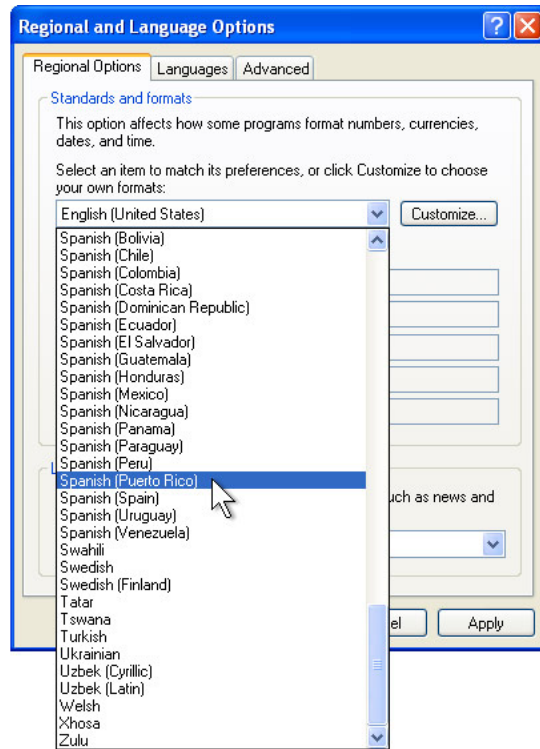 Regional and Language Options
Regional Options Languages Advanced
Standards and formats
This option affects how some programs format numbers, currencies,
dates, and time.
Select an item to match its preferences, or click Customize to choose
your own formats:
English (United States) Customize...
Spanish (Bolivia)
Spanish (Chile)
Spanish (Colombia)
Spanish (Costa Rica)
Spanish (Dominican Republic)
Spanish (Ecuador)
Spanish (El Salvador)
Spanish (Guatemala)
Spanish (Honduras)
Spanish (Mexico)
Spanish (Nicaragua)
Spanish (Panama)
Spanish (Paraguay)
Spanish (Peru)
Spanish (Puerto Rico)
Spanish (Spain) such as news and
Spanish (Uruguay)
Spanish (Venezuela)
Swahili
Swedish
Swedish (Finland)
Tatar
Tswana el Apply
Turkish
Ukrainian
Uzbek (Cyrillic)
Uzbek (Latin)
Welsh
Xhosa
Zulu